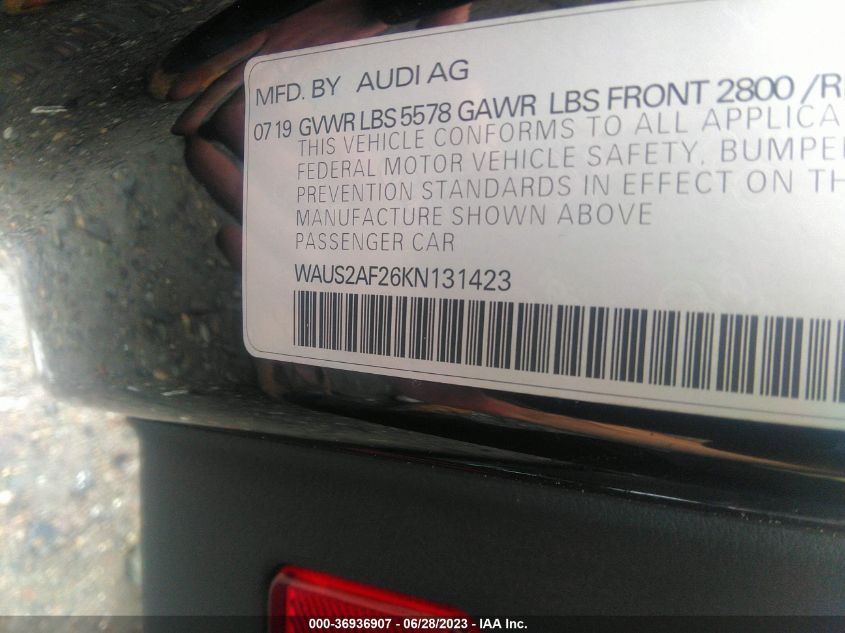 MFD. BY AUDI AG
07 19 GVWR LBS 5578 GAWR LBS FRONT 2800 /R
THIS VEHICLE CONFORMS TO ALL APPLICA
FEDERAL MOTOR VEHICLE SAFETY, BUMPE
PREVENTION STANDARDS IN EFFECT ON TH
MANUFACTURE SHOWN ABOVE
PASSENGER CAR
WAUS2AF26KN131423
000-36936907 - 06/28/2023 - IAA Inc.